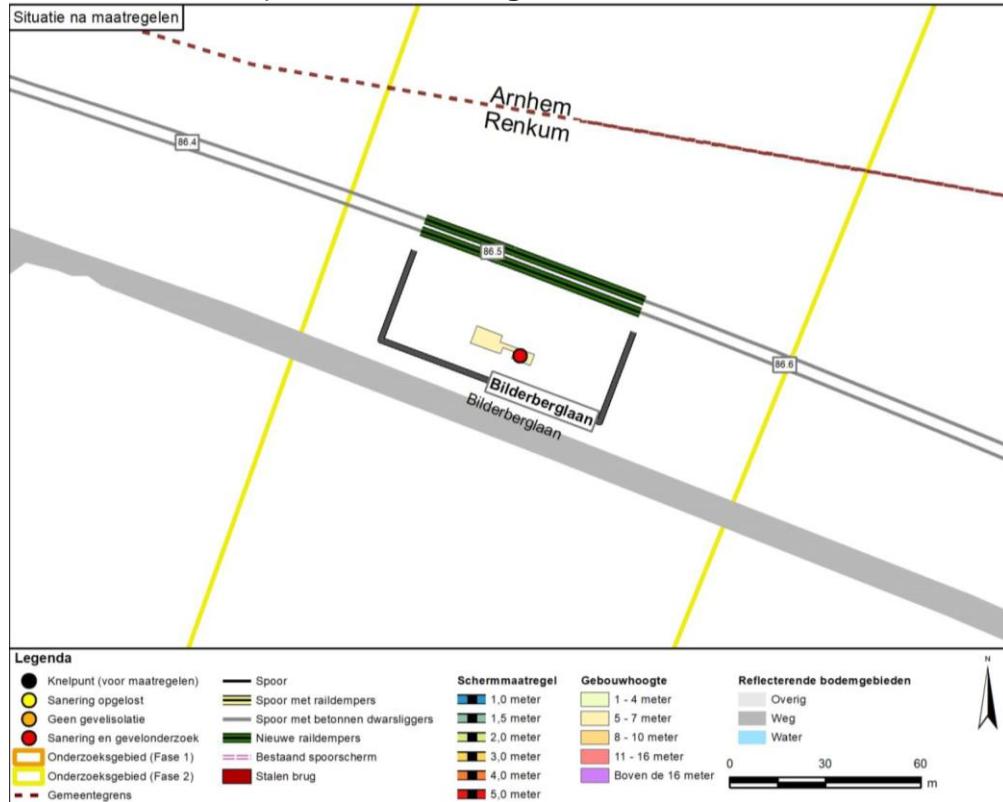 Situatie na maatregelen
Arnhem
Renkum
86.4
86.5
86.6
Bilderberglaan
Bilderberglaan
Legenda
Knelpunt (voor maatregelen)
Sanering opgelost
Geen gevelisolatie
Sanering en gevelonderzoek
Onderzoeksgebied (Fase 1)
Onderzoeksgebied (Fase 2)
Gemeentegrens
Spoor
Spoor met raildempers
Spoor met betonnen dwarsliggers
Nieuwe raildempers
Bestaand spoorscherm
Stalen brug
Schermmaatregel
1,0 meter
1,5 meter
2,0 meter
3,0 meter
4,0 meter
5,0 meter
Gebouwhoogte
1 - 4 meter
5 - 7 meter
8 - 10 meter
11 - 16 meter
Boven de 16 meter
Reflecterende bodemgebieden
Overig
Weg
Water
N
0 30 60
m